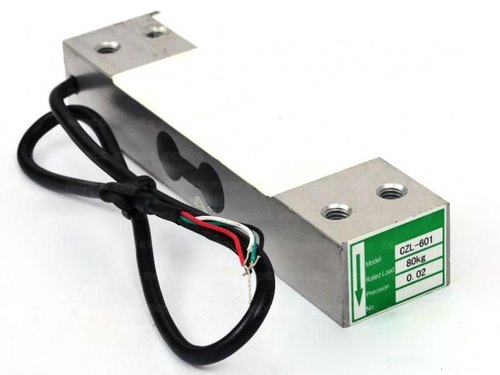 Model CZL-601
Rated Load 80kg
Precision 0.02
No